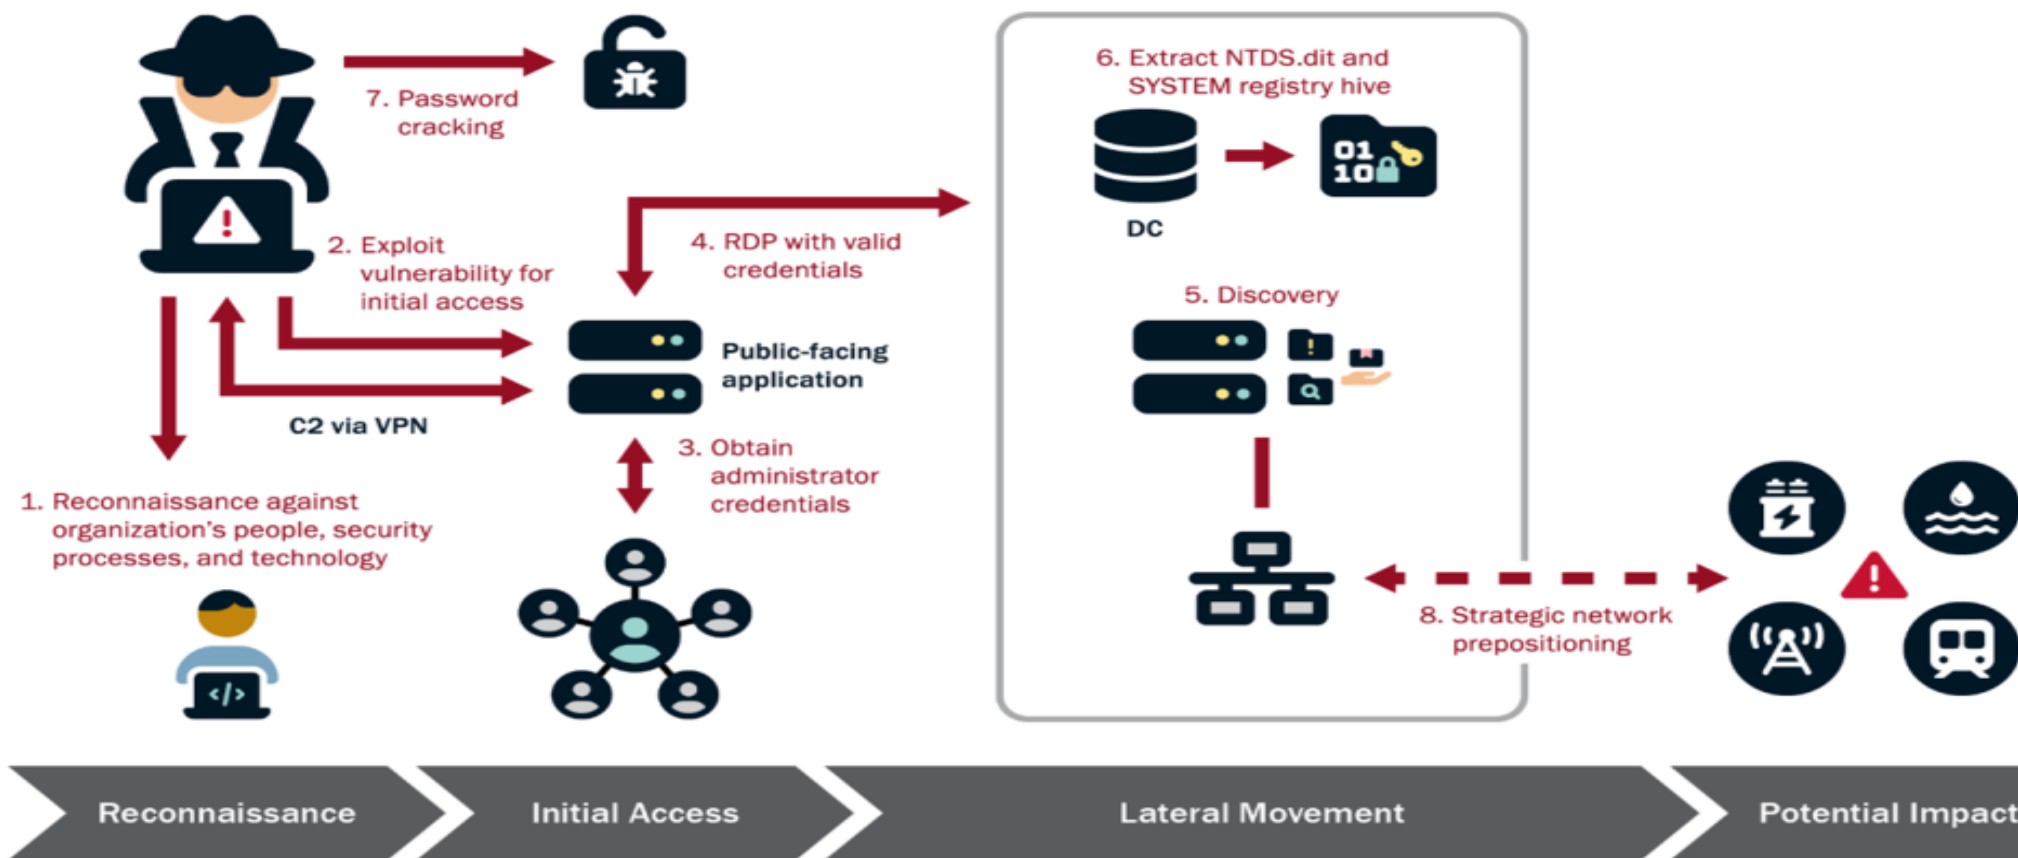 6. Extract NTDS.dit and
SYSTEM registry hive
7. Password
cracking
01
10
DC
2. Exploit
vulnerability for
initial access
4. RDP with valid
credentials
5. Discovery
Public-facing
application
C2 via VPN
3. Obtain
administrator
credentials
1. Reconnaissance against
organization's people, security
processes, and technology
</>
8. Strategic network
prepositioning
Reconnaissance
Initial Access
Lateral Movement
Potential Impact